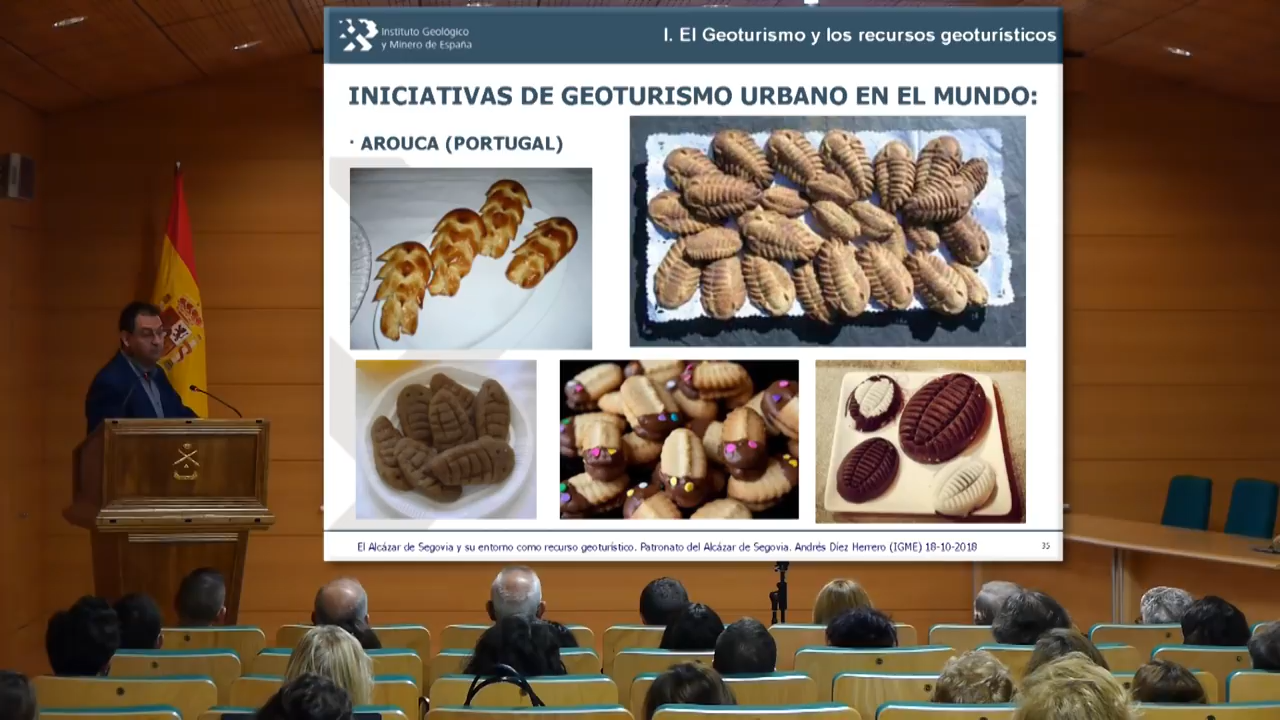 Instituto Geológico
y Minero de España
I. El Geoturismo y los recursos geoturísticos
INICIATIVAS DE GEOTURISMO URBANO EN EL MUNDO:
· AROUCA (PORTUGAL)
El Alcázar de Segovia y su entorno como recurso geoturístico. Patronato del Alcázar de Segovia. Andrés Díez Herrero (IGME) 18-10-2018
35